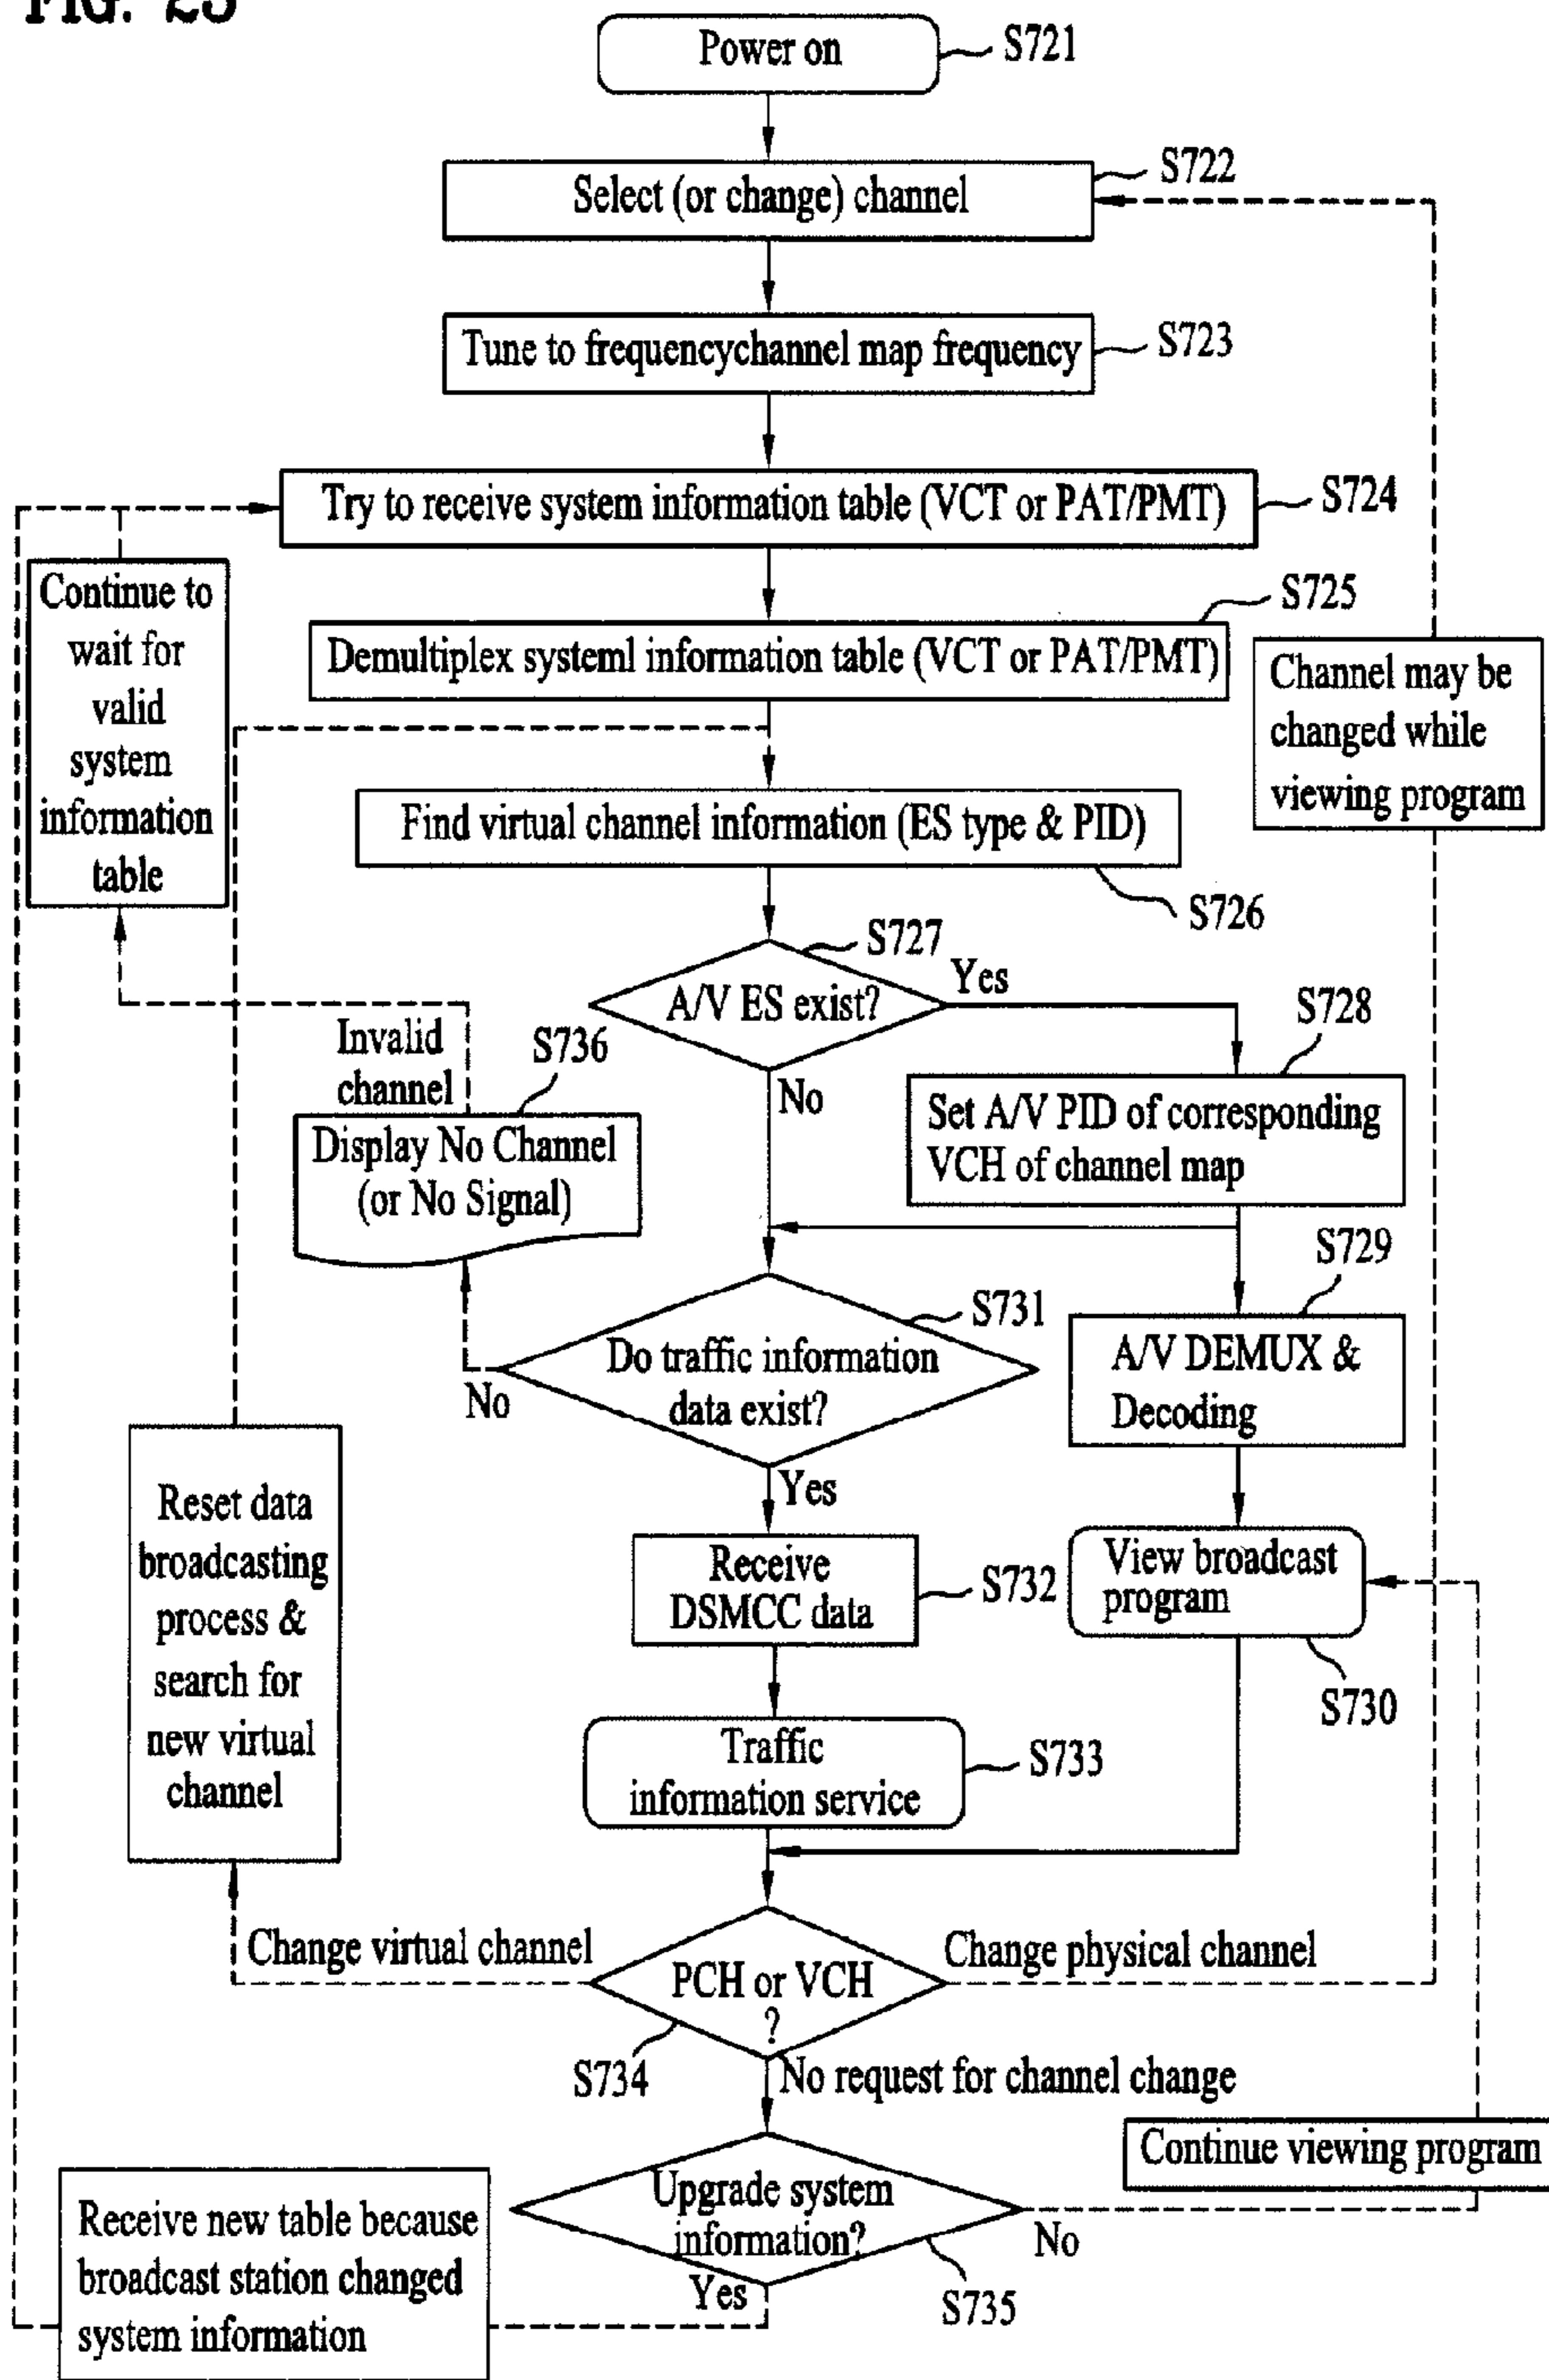 FIG. 23
Power on
S721
Select (or change) channel
S722
Tune to frequencychannel map frequency
S723
Try to receive system information table (VCT or PAT/PMT)
S724
Continue to
wait for
valid
system
information
table
Demultiplex systeml information table (VCT or PAT/PMT)
S725
Channel may be
changed while
viewing program
Find virtual channel information (ES type & PID)
S726
S727
A/V ES exist?
Yes
No
S728
Set A/V PID of corresponding
VCH of channel map
Invalid
channel
S736
Display No Channel
(or No Signal)
S729
A/V DEMUX &
Decoding
S731
Do traffic information
data exist?
No
Yes
Reset data
broadcasting
process &
search for
new virtual
channel
Receive
DSMCC data
S732
View broadcast
program
S730
Traffic
information service
S733
Change virtual channel
PCH or VCH
?
Change physical channel
S734
No request for channel change
Continue viewing program
Upgrade system
information?
No
Yes
S735
Receive new table because
broadcast station changed
system information